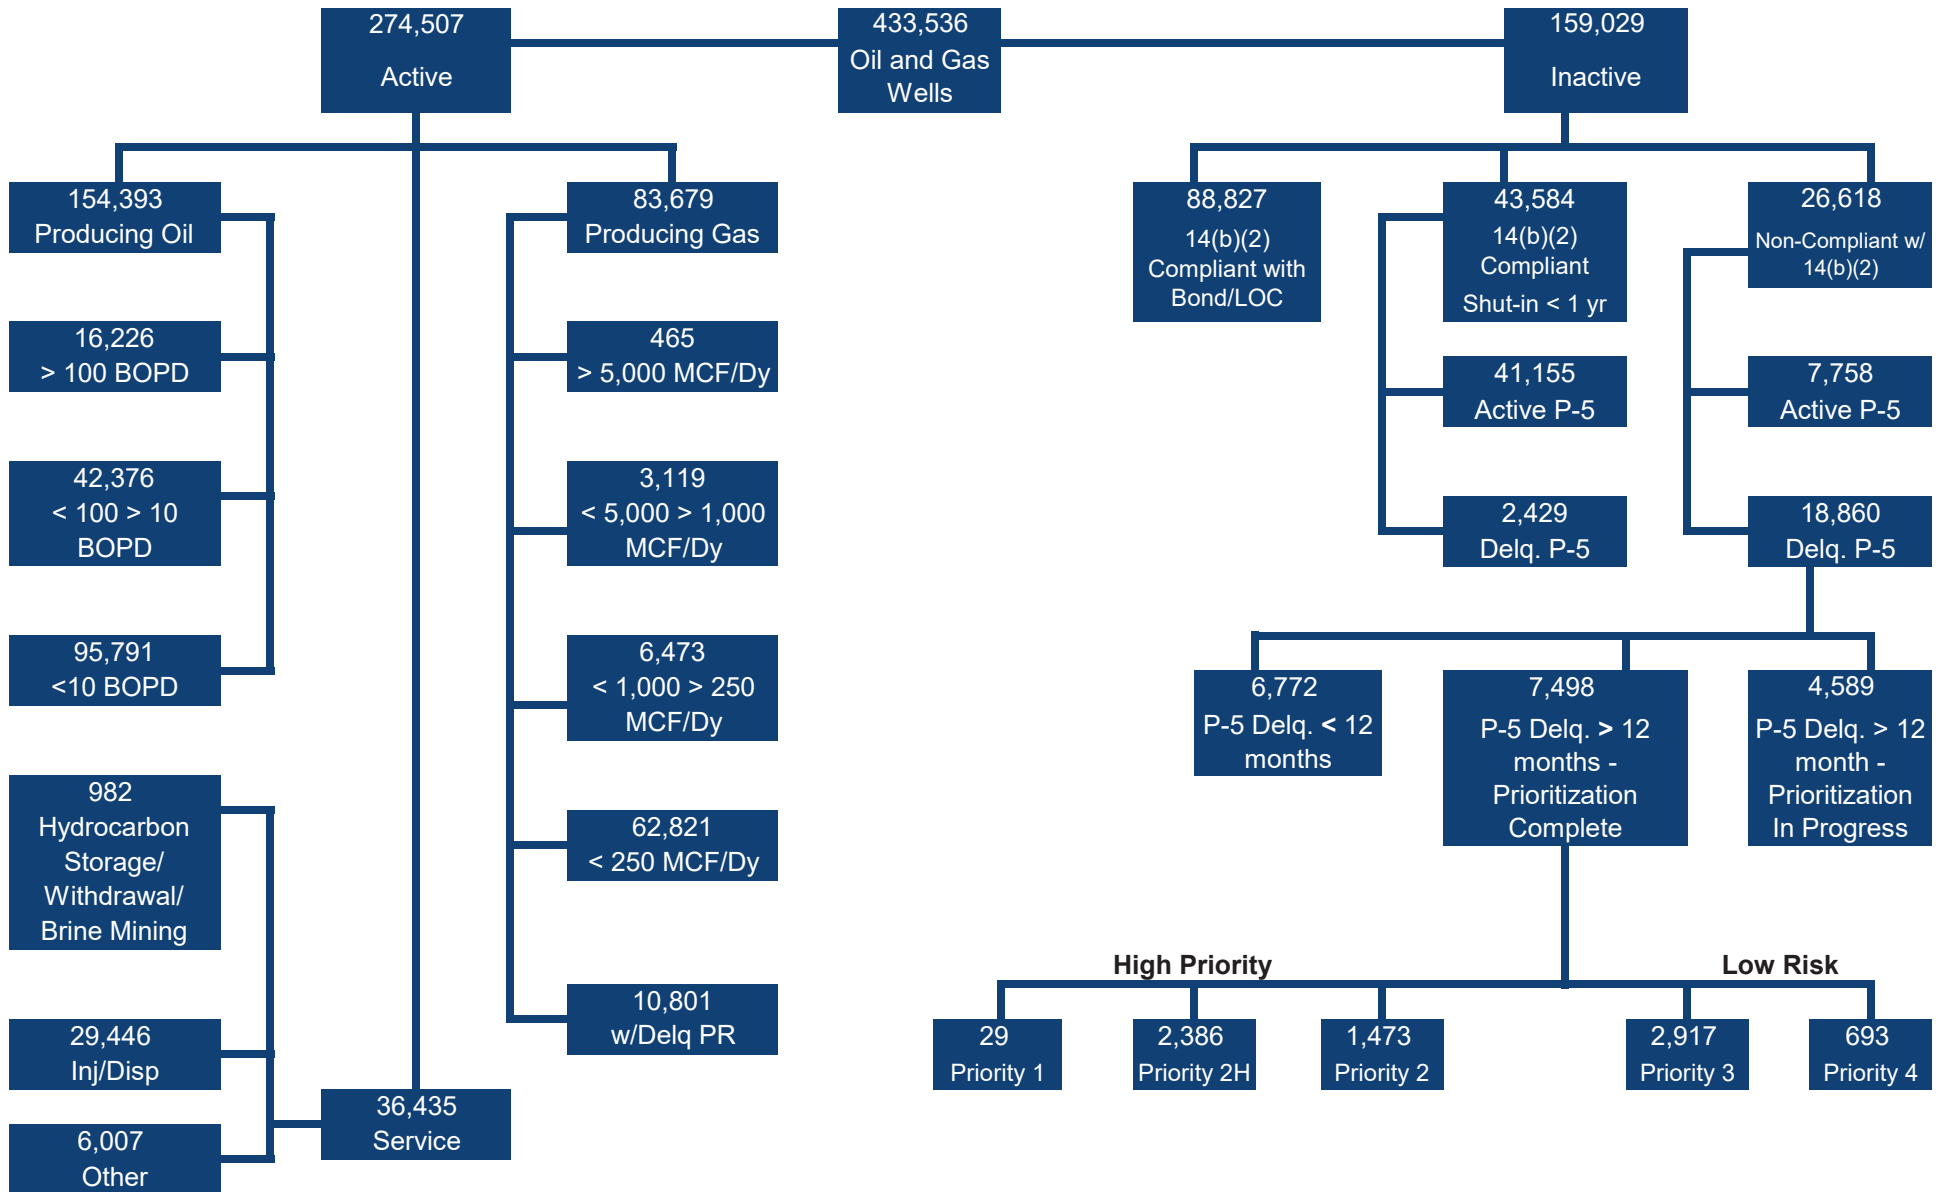 274,507
Active
433,536
Oil and Gas
Wells
159,029
Inactive
154,393
Producing Oil
16,226
> 100 BOPD
42,376
< 100 > 10
BOPD
95,791
<10 BOPD
982
Hydrocarbon
Storage/
Withdrawal/
Brine Mining
29,446
Inj/Disp
6,007
Other
36,435
Service
83,679
Producing Gas
465
> 5,000 MCF/Dy
3,119
< 5,000 > 1,000
MCF/Dy
6,473
< 1,000 > 250
MCF/Dy
62,821
< 250 MCF/Dy
10,801
w/Delq PR
88,827
14(b)(2)
Compliant with
Bond/LOC
43,584
14(b)(2)
Compliant
Shut-in < 1 yr
41,155
Active P-5
2,429
Delq. P-5
26,618
Non-Compliant w/
14(b)(2)
7,758
Active P-5
18,860
Delq. P-5
6,772
P-5 Delq. < 12
months
7,498
P-5 Delq. > 12
months -
Prioritization
Complete
4,589
P-5 Delq. > 12
month -
Prioritization
In Progress
High Priority
Low Risk
29
Priority 1
2,386
Priority 2H
1,473
Priority 2
2,917
Priority 3
693
Priority 4